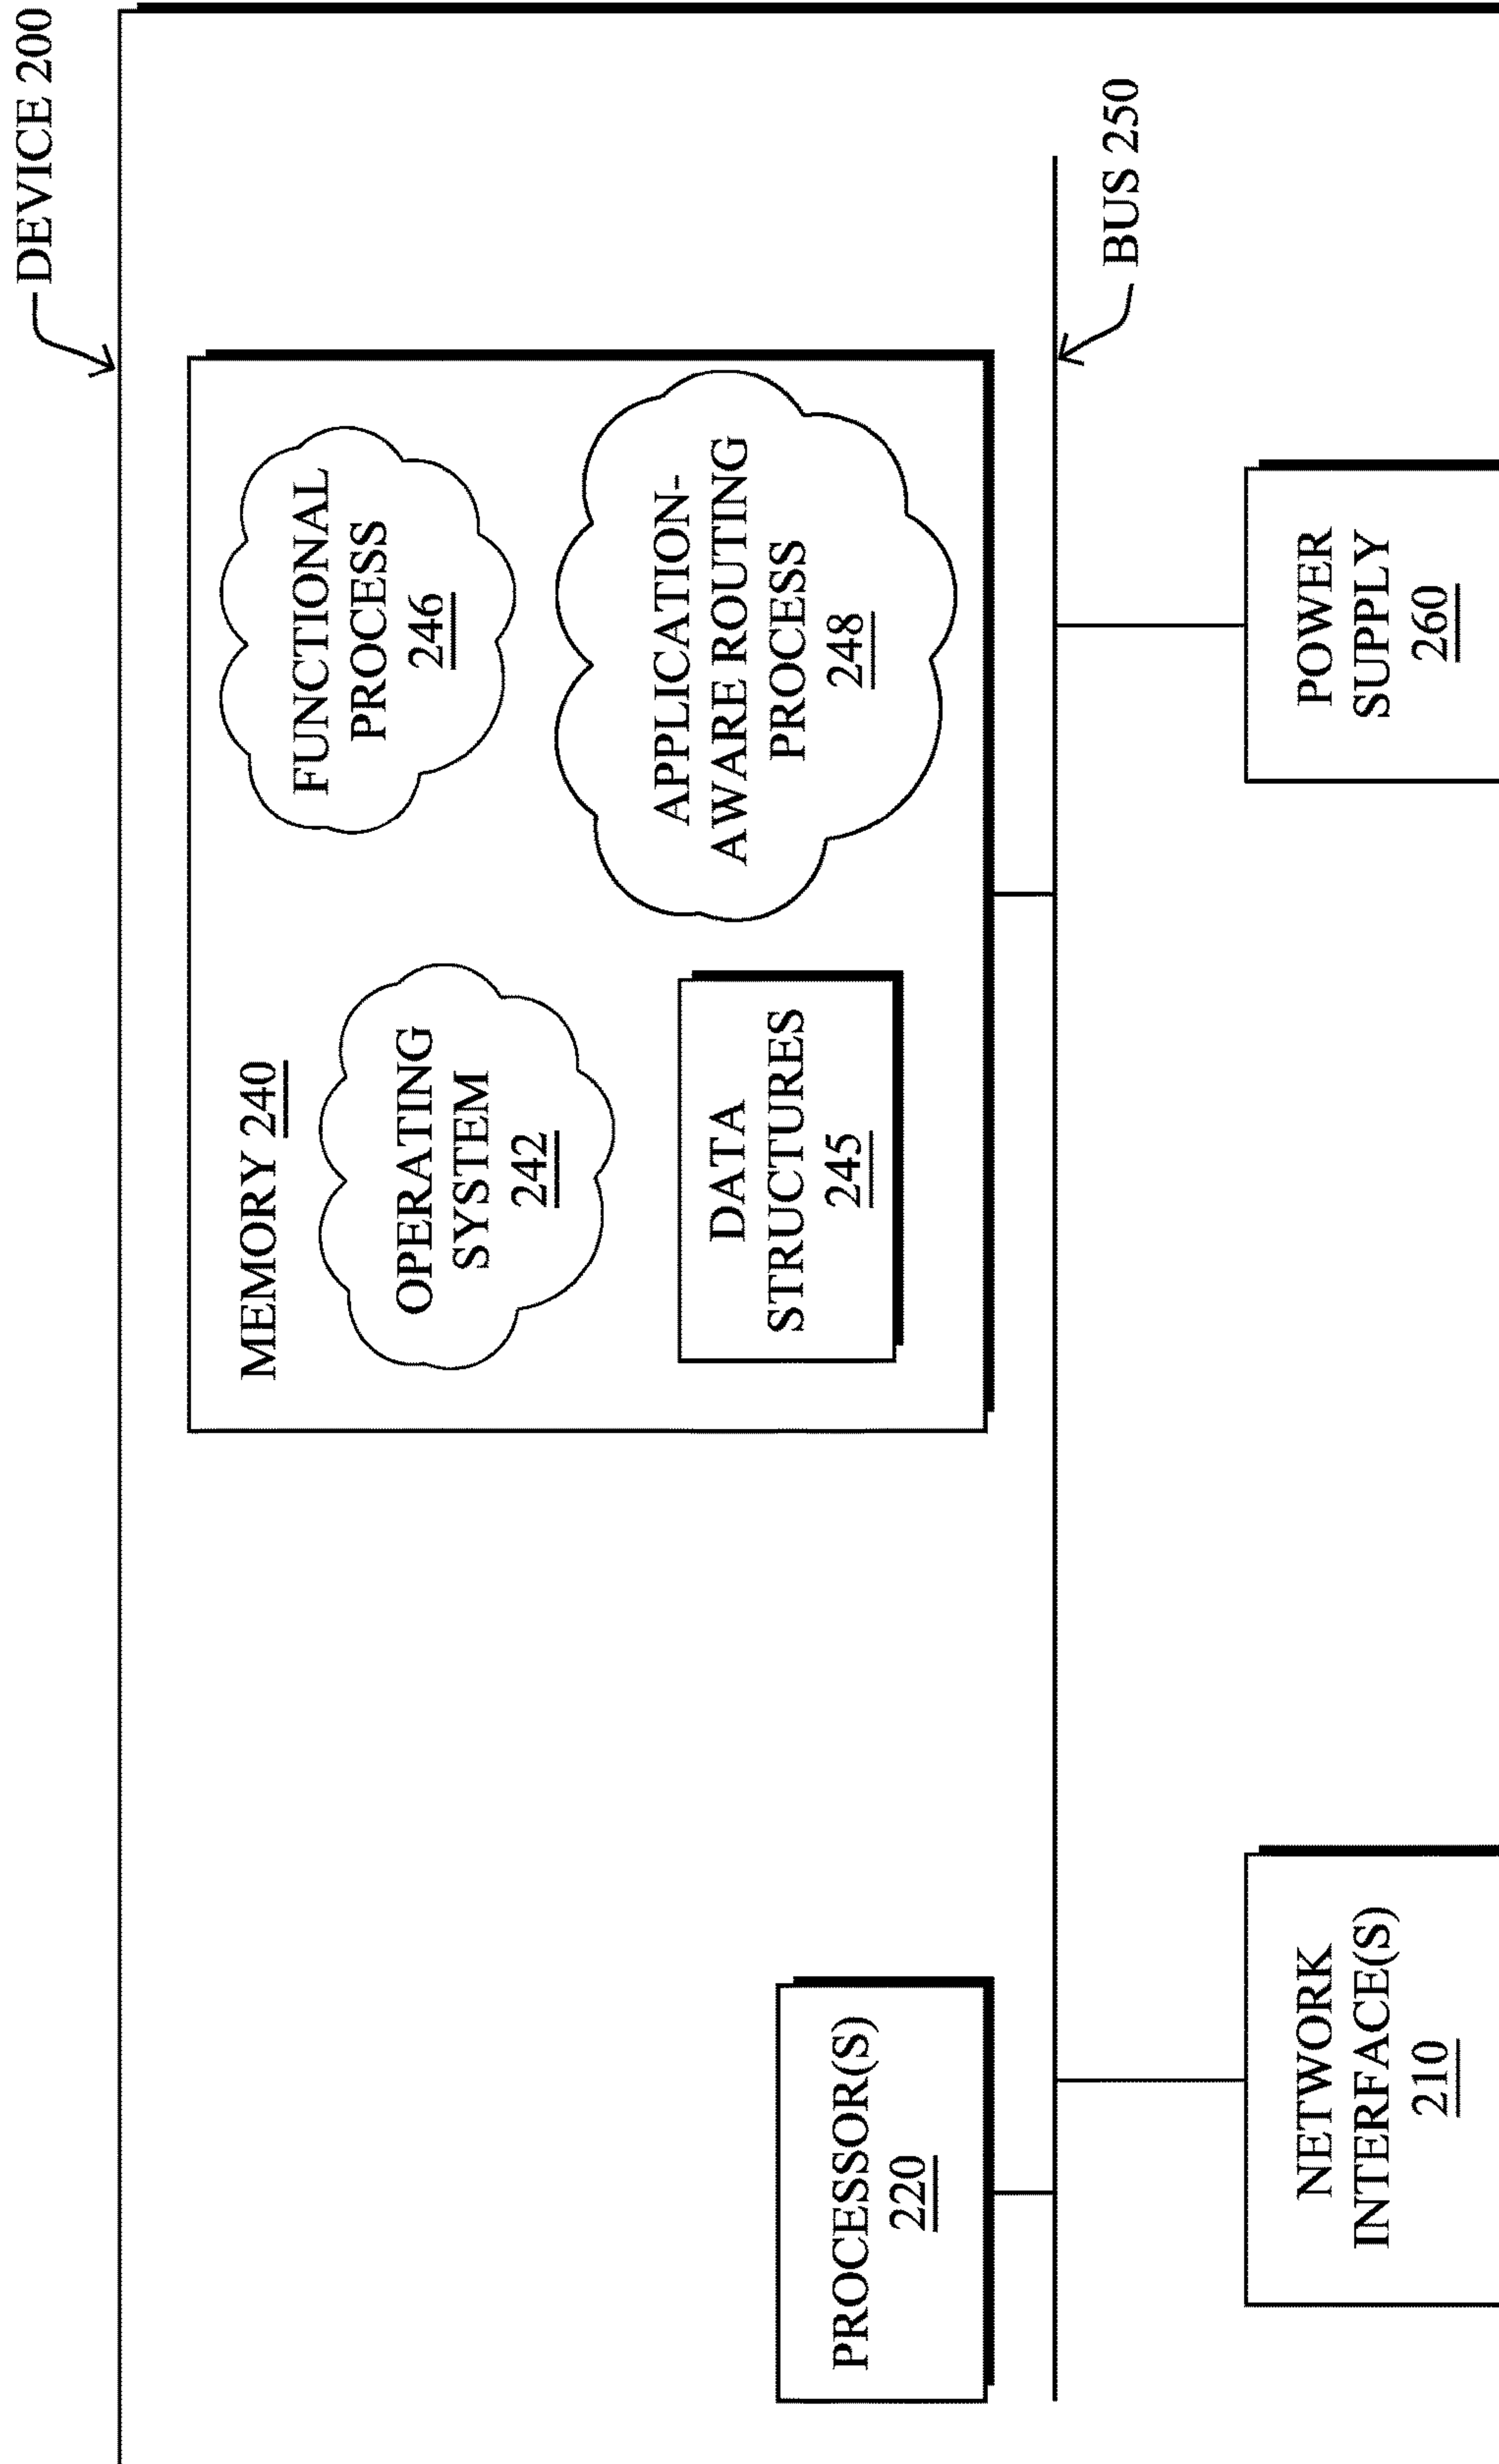 DEVICE 200
MEMORY 240
FUNCTIONAL
PROCESS
246
OPERATING
SYSTEM
242
APPLICATION-
AWARE ROUTING
PROCESS
248
DATA
STRUCTURES
245
PROCESSOR(S)
220
BUS 250
NETWORK
INTERFACE(S)
210
POWER
SUPPLY
260